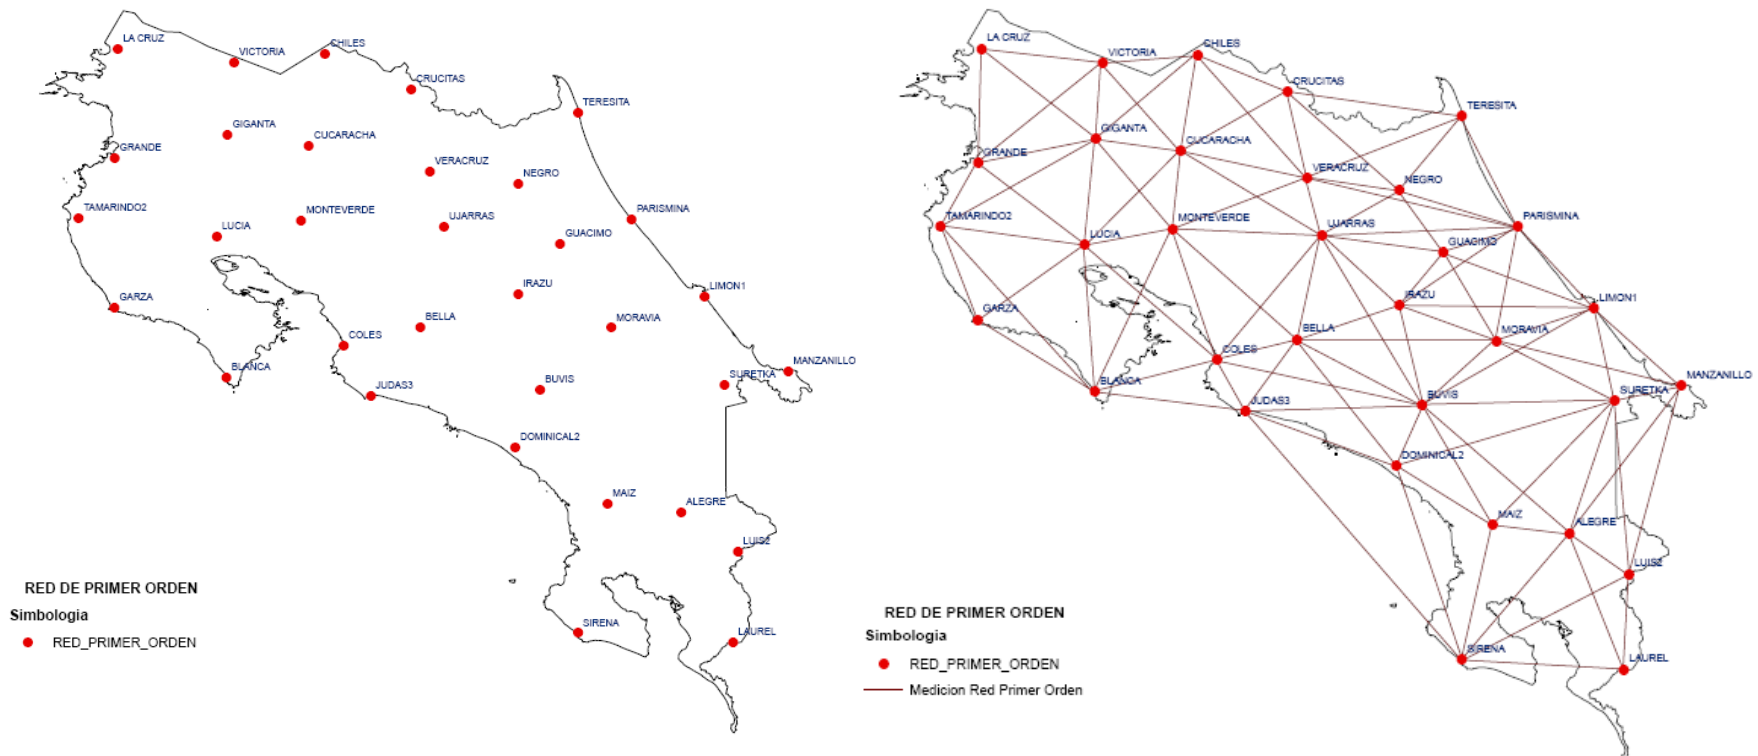 LA CRUZ
VICTORIA
CHILES
CRUCITAS
TERESITA
GIGANTA
CUCARACHA
GRANDE
VERACRUZ
NEGRO
TAMARINDO2
MONTEVERDE
PARISMINA
LUCIA
UJARRAS
GUACIMO
IRAZU
LIMON1
GARZA
BELLA
MORAVIA
COLES
MANZANILLO
BLANCA
JUDAS3
BUVIS
SURETKA
DOMINICAL2
MAIZ
ALEGRE
LUIS2
SIRENA
LAUREL
RED DE PRIMER ORDEN
Simbologia
RED_PRIMER_ORDEN
LA CRUZ
VICTORIA
CHILES
CRUCITAS
TERESITA
GIGANTA
CUCARACHA
GRANDE
VERACRUZ
NEGRO
TAMARINDO2
MONTEVERDE
UJARRAS
PARISMINA
LUCIA
GUACIMO
IRAZU
LIMON1
GARZA
BELLA
MORAVIA
COLES
MANZANILLO
BLANCA
JUDAS3
BUVIS
SURETKA
DOMINICAL2
MAIZ
ALEGRE
LUIS2
SIRENA
LAUREL
RED DE PRIMER ORDEN
Simbologia
RED_PRIMER_ORDEN
Medicion Red Primer Orden